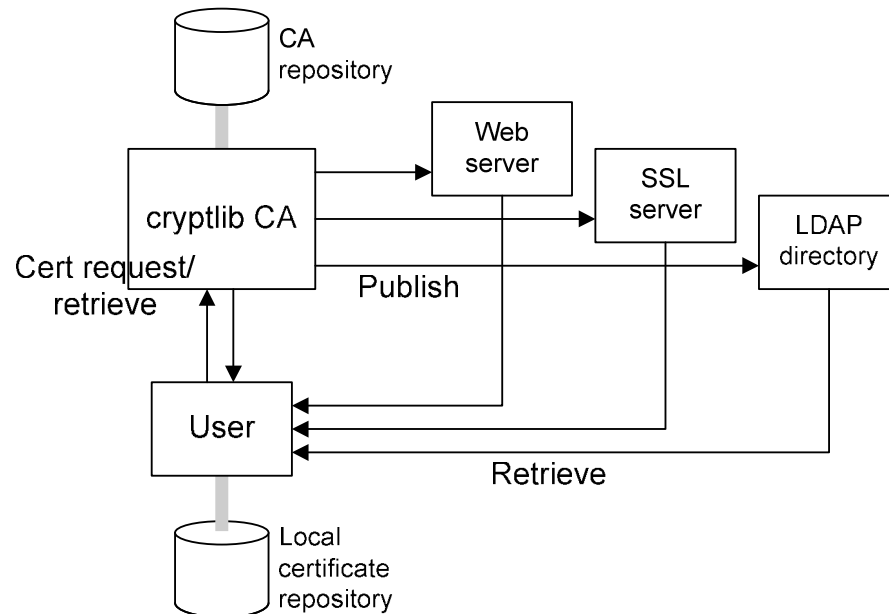 CA
repository
Web
server
SSL
server
cryptlib CA
LDAP
directory
Cert request/
retrieve
Publish
User
Retrieve
Local
certificate
repository